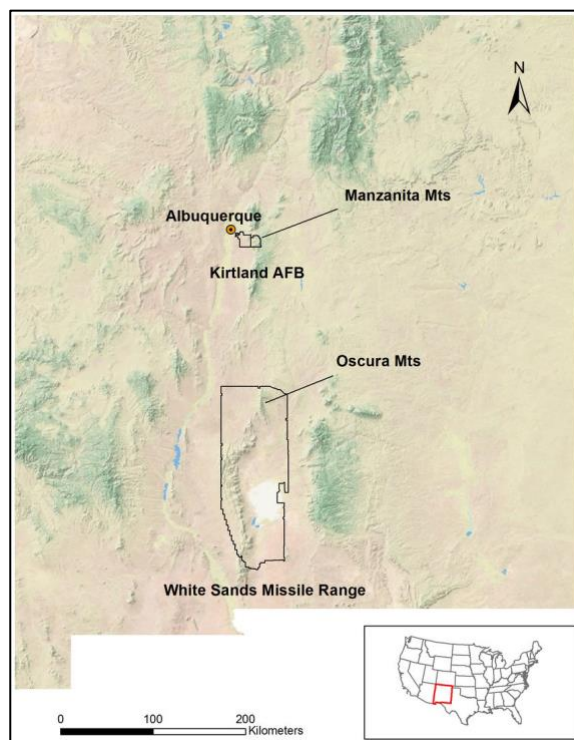 N
Manzanita Mts
Albuquerque
Kirtland AFB
Oscura Mts
White Sands Missile Range
0 100 200
Kilometers